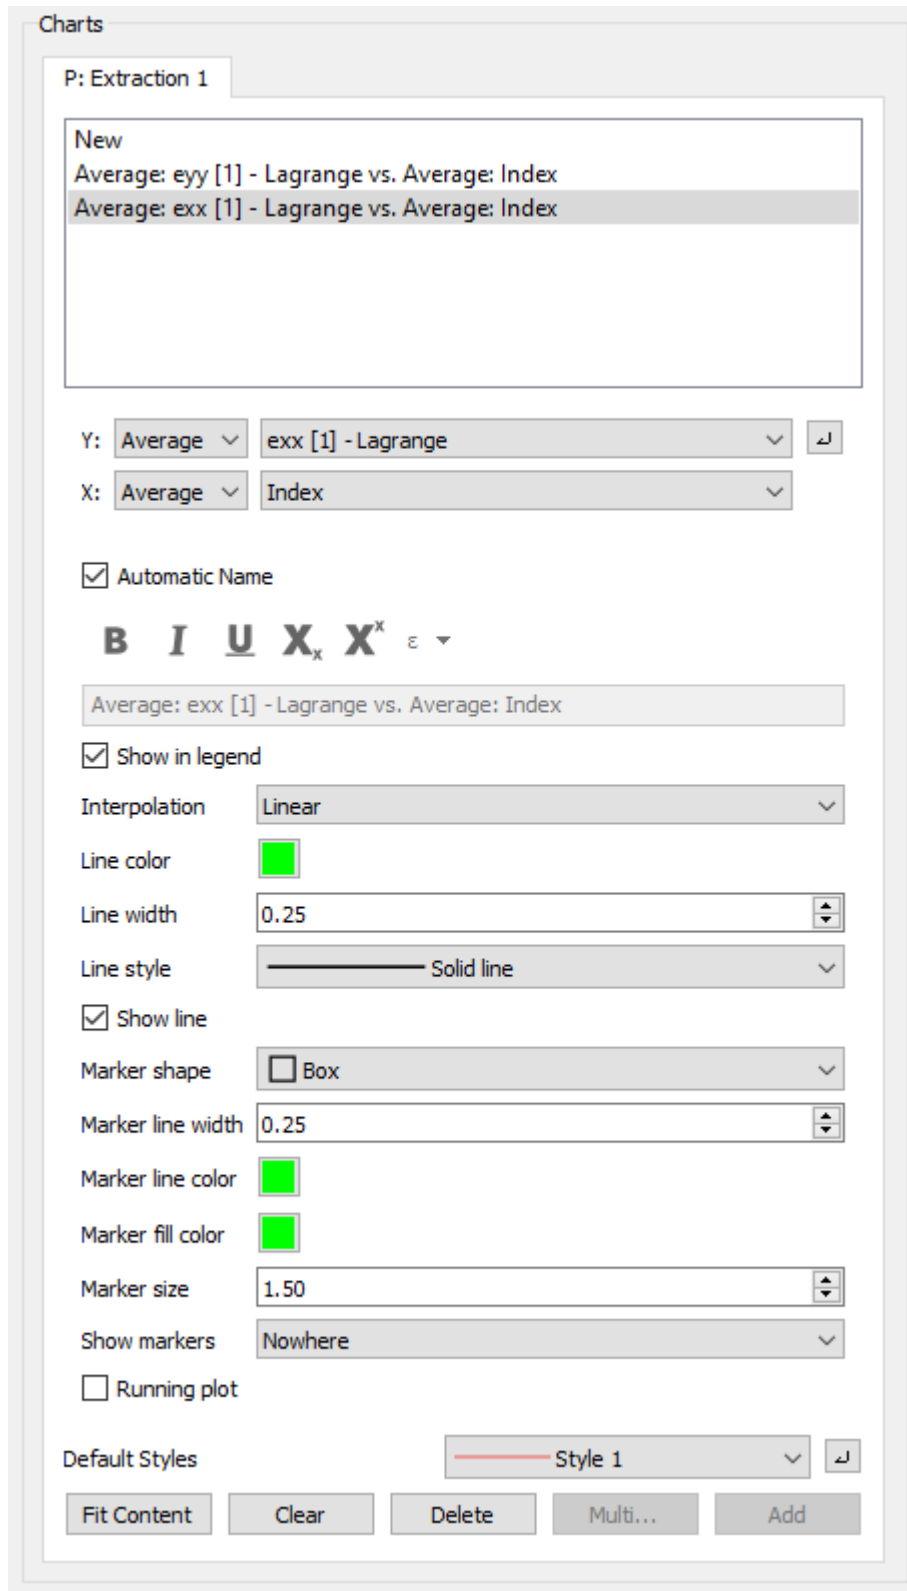 Charts
P: Extraction 1
New
Average: eyy [1] - Lagrange vs. Average: Index
Average: exx [1] - Lagrange vs. Average: Index
Y: Average exx [1] - Lagrange
X: Average Index
Automatic Name
B I U Xx X^x ε
Average: exx [1] - Lagrange vs. Average: Index
Show in legend
Interpolation Linear
Line color
Line width 0.25
Line style Solid line
Show line
Marker shape Box
Marker line width 0.25
Marker line color
Marker fill color
Marker size 1.50
Show markers Nowhere
Running plot
Default Styles Style 1
Fit Content Clear Delete Multi... Add